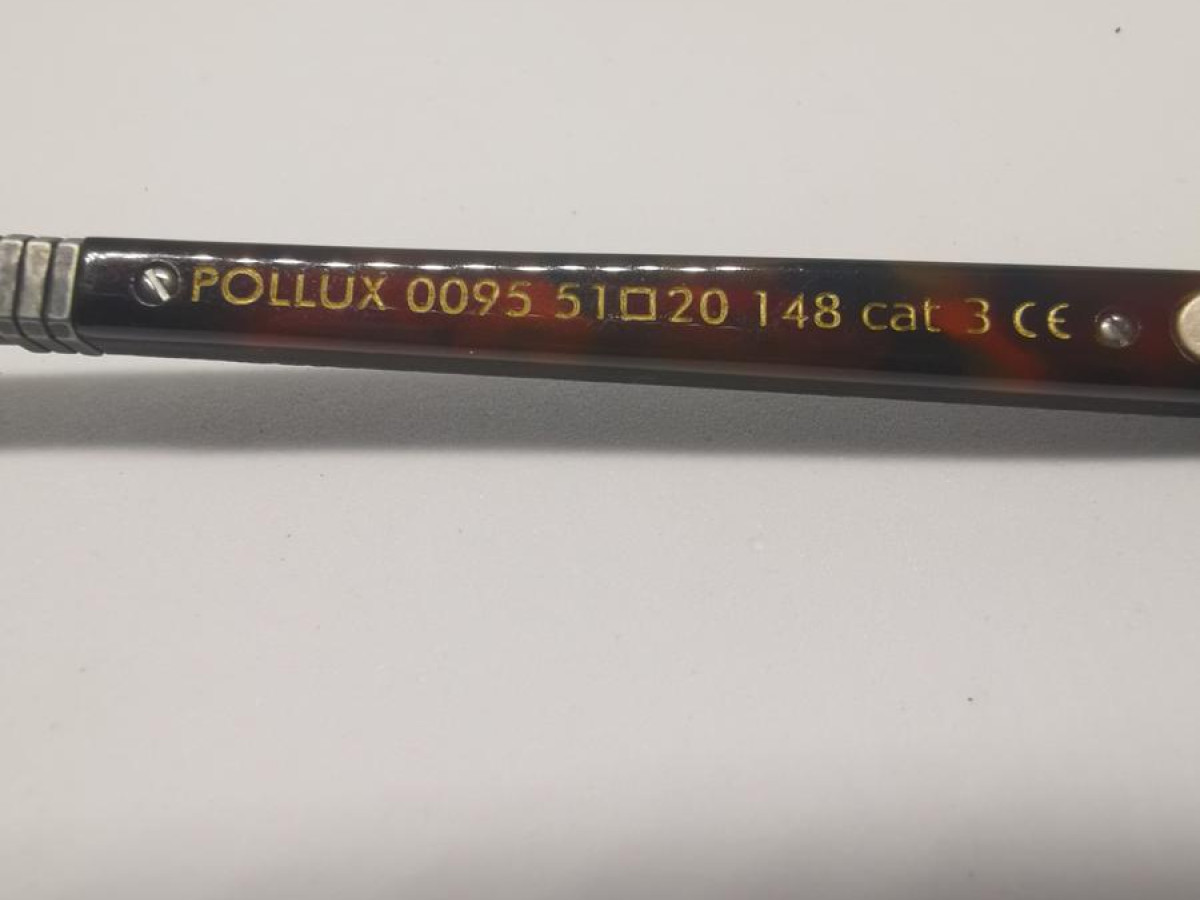 POLLUX 0095 51□20 148 cat 3 CE